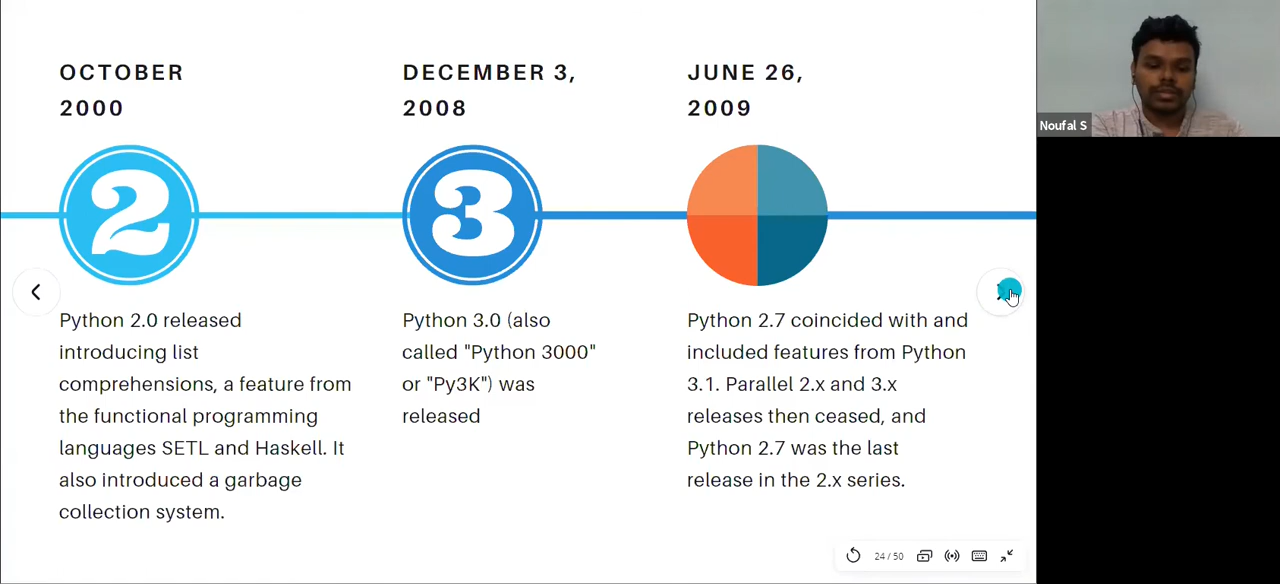 OCTOBER
2000
2
Python 2.0 released
introducing list
comprehensions, a feature from
the functional programming
languages SETL and Haskell. It
also introduced a garbage
collection system.
DECEMBER 3,
2008
3
Python 3.0 (also
called "Python 3000"
or "Py3K") was
released
JUNE 26,
2009
Python 2.7 coincided with and
included features from Python
3.1. Parallel 2.x and 3.x
releases then ceased, and
Python 2.7 was the last
release in the 2.x series.
24 / 50
Noufal S